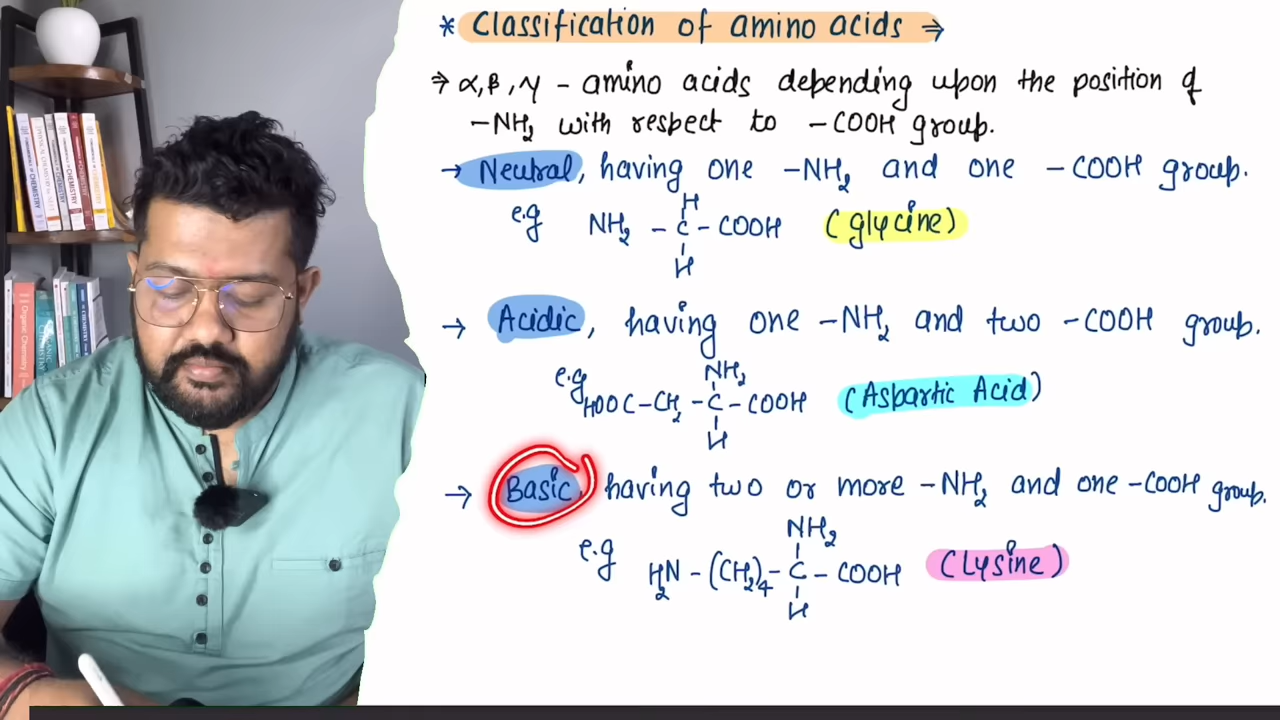 * Classification of amino acids ⇒
⇒ α, β, γ - amino acids depending upon the position of
-NH2 with respect to -COOH group.
→ Neutral, having one -NH2 and one -COOH group.
e.g NH2 - C - COOH (glycine)
H
H
→ Acidic, having one -NH2 and two -COOH group.
e.g
NH2
HOOC-CH2-C-COOH (Aspartic Acid)
H
→ Basic, having two or more -NH2 and one -COOH group.
e.g
NH2
H2N-(CH2)4-C-COOH (Lysine)
H
Organic Chemistry